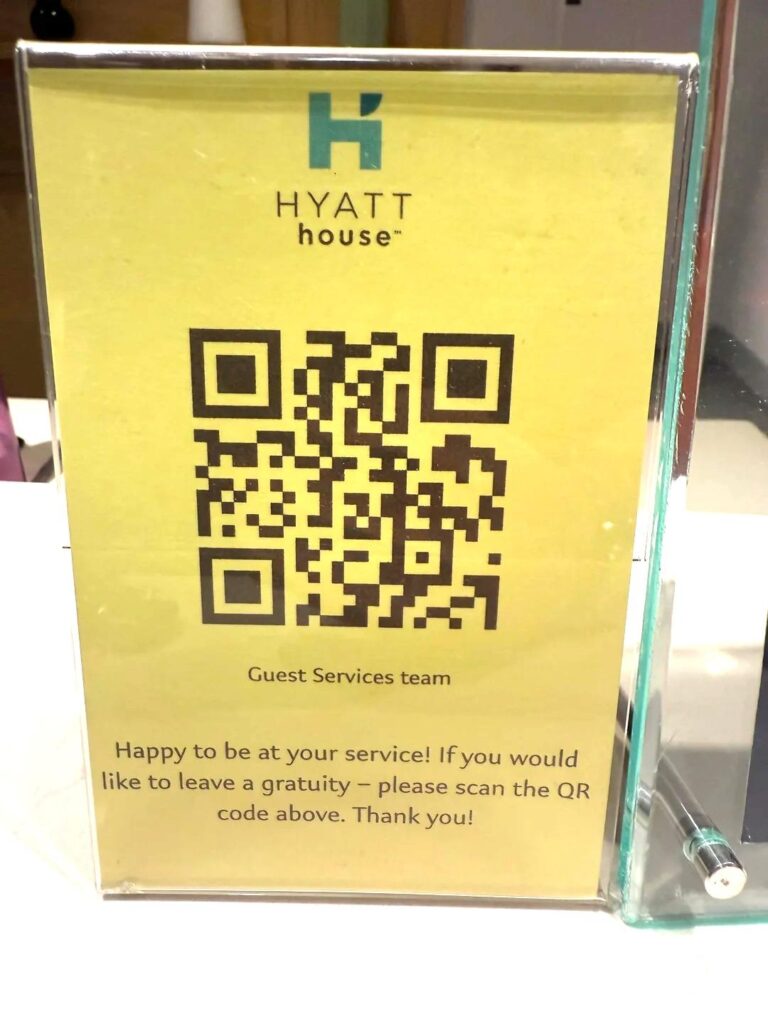 HYATT
house™
Guest Services team
Happy to be at your service! If you would
like to leave a gratuity – please scan the QR
code above. Thank you!